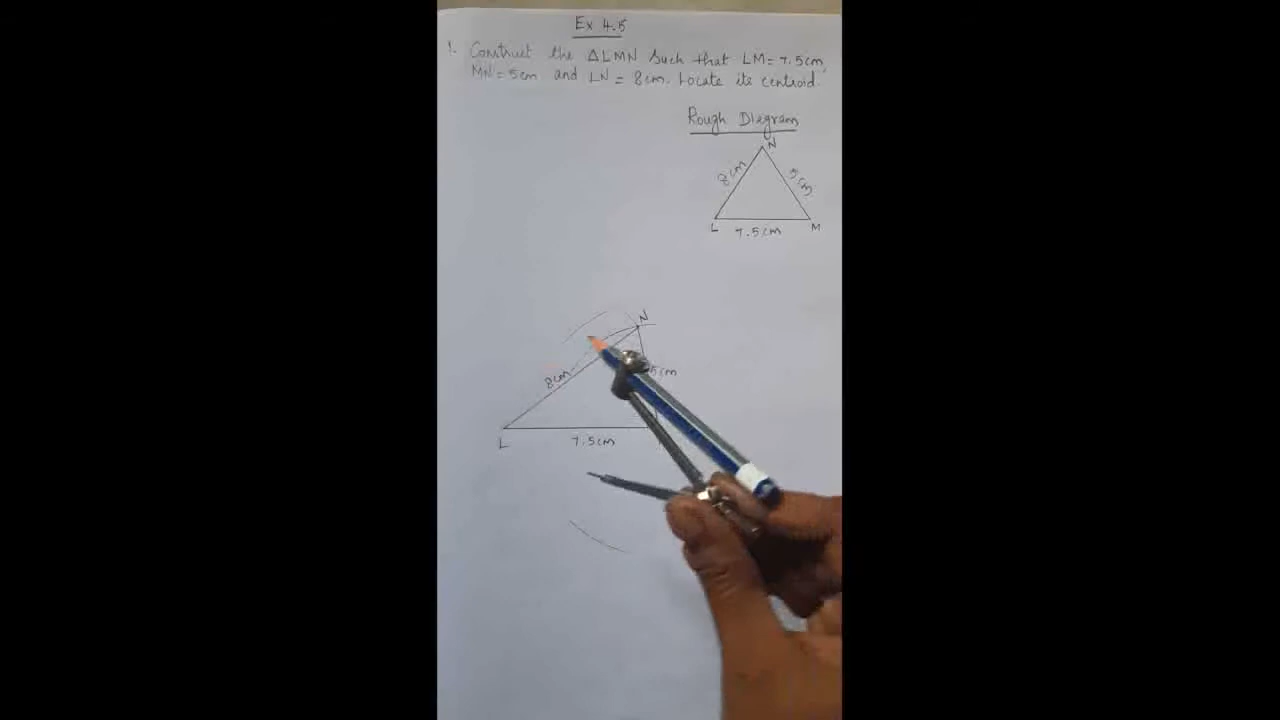 Ex 4.5
1. Construct the ΔLMN such that LM = 7.5cm,
MN = 5cm and LN = 8cm. Locate its centroid.
Rough Diagram
N
8cm
5cm
L
M
7.5cm
N
8cm
5cm
L
7.5cm